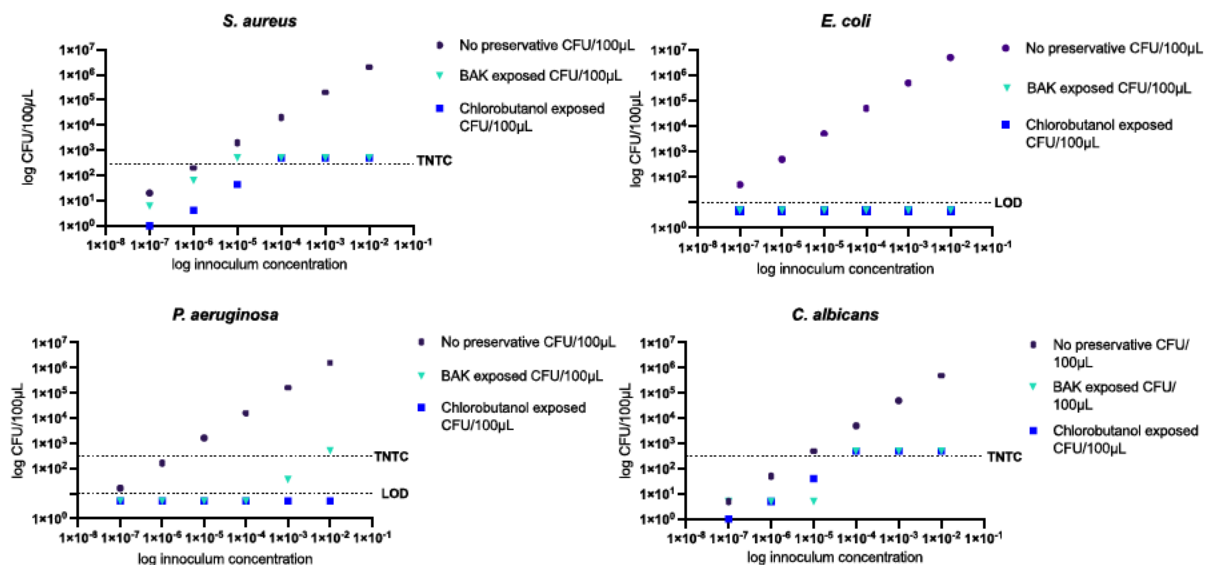 S. aureus
1×10⁷
1×10⁶
1×10⁵
1×10⁴
1×10³
1×10²
1×10¹
1×10⁰
log CFU/100µL
No preservative CFU/100µL
BAK exposed CFU/100µL
Chlorobutanol exposed
CFU/100µL
TNTC
1×10⁻⁸ 1×10⁻⁷ 1×10⁻⁶ 1×10⁻⁵ 1×10⁻⁴ 1×10⁻³ 1×10⁻² 1×10⁻¹
log innoculum concentration
E. coli
1×10⁷
1×10⁶
1×10⁵
1×10⁴
1×10³
1×10²
1×10¹
1×10⁰
log CFU/100µL
No preservative CFU/100µL
BAK exposed CFU/100µL
Chlorobutanol exposed
CFU/100µL
LOD
1×10⁻⁸ 1×10⁻⁷ 1×10⁻⁶ 1×10⁻⁵ 1×10⁻⁴ 1×10⁻³ 1×10⁻² 1×10⁻¹
log innoculum concentration
P. aeruginosa
1×10⁷
1×10⁶
1×10⁵
1×10⁴
1×10³
1×10²
1×10¹
1×10⁰
log CFU/100µL
No preservative CFU/100µL
BAK exposed CFU/100µL
Chlorobutanol exposed
CFU/100µL
TNTC
LOD
1×10⁻⁸ 1×10⁻⁷ 1×10⁻⁶ 1×10⁻⁵ 1×10⁻⁴ 1×10⁻³ 1×10⁻² 1×10⁻¹
log innoculum concentration
C. albicans
1×10⁷
1×10⁶
1×10⁵
1×10⁴
1×10³
1×10²
1×10¹
1×10⁰
log CFU/100µL
No preservative CFU/
100µL
BAK exposed CFU/
100µL
Chlorobutanol exposed
CFU/100µL
TNTC
1×10⁻⁸ 1×10⁻⁷ 1×10⁻⁶ 1×10⁻⁵ 1×10⁻⁴ 1×10⁻³ 1×10⁻² 1×10⁻¹
log innoculum concentration